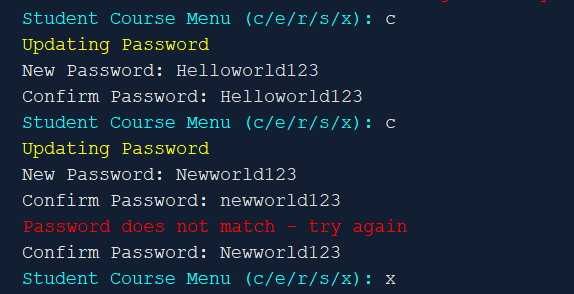 Student Course Menu (c/e/r/s/x): c
Updating Password
New Password: Helloworld123
Confirm Password: Helloworld123
Student Course Menu (c/e/r/s/x): c
Updating Password
New Password: Newworld123
Confirm Password: newworld123
Password does not match - try again
Confirm Password: Newworld123
Student Course Menu (c/e/r/s/x): x